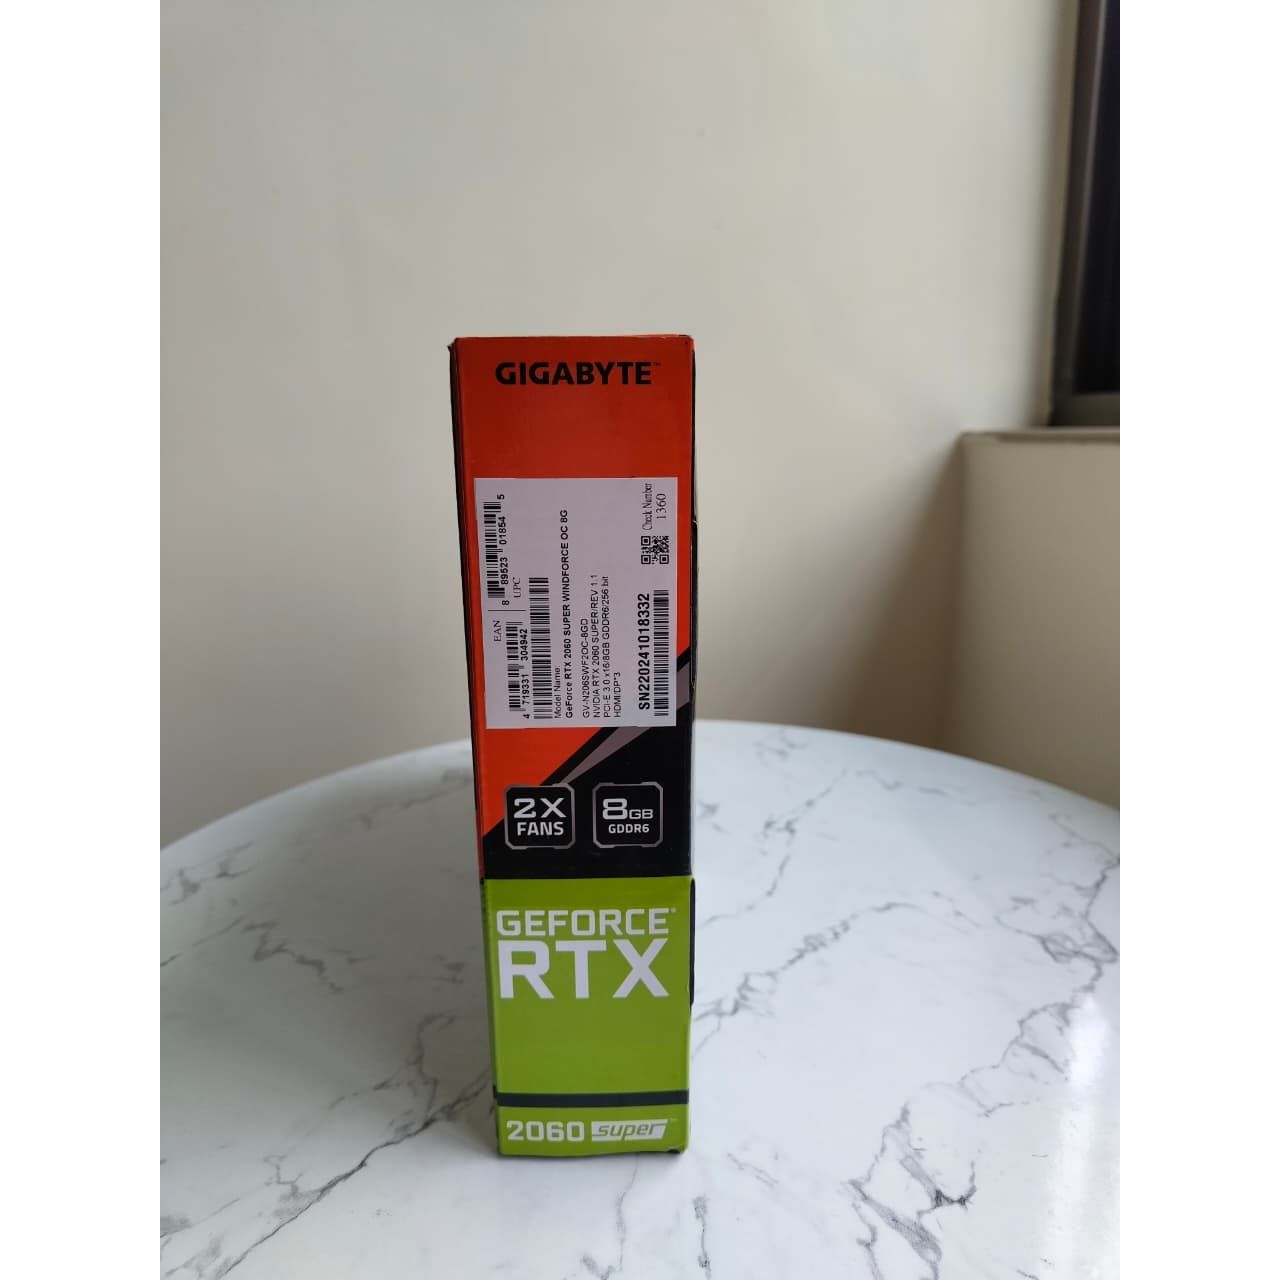 GIGABYTE™
EAN
4 719331 304942
UPC
8 89523 01854 5
Model Name
GeForce RTX 2060 SUPER WINDFORCE OC 8G
GV-N206SWF2OC-8GD
NVIDIA RTX 2060 SUPER/REV 1.1
PCI-E 3.0 x16/8GB GDDR6/256 bit
HDMI/DP*3
SN220241018332
Check Number
1360
2X
FANS
8GB
GDDR6
GEFORCE®
RTX
2060 SUPER™